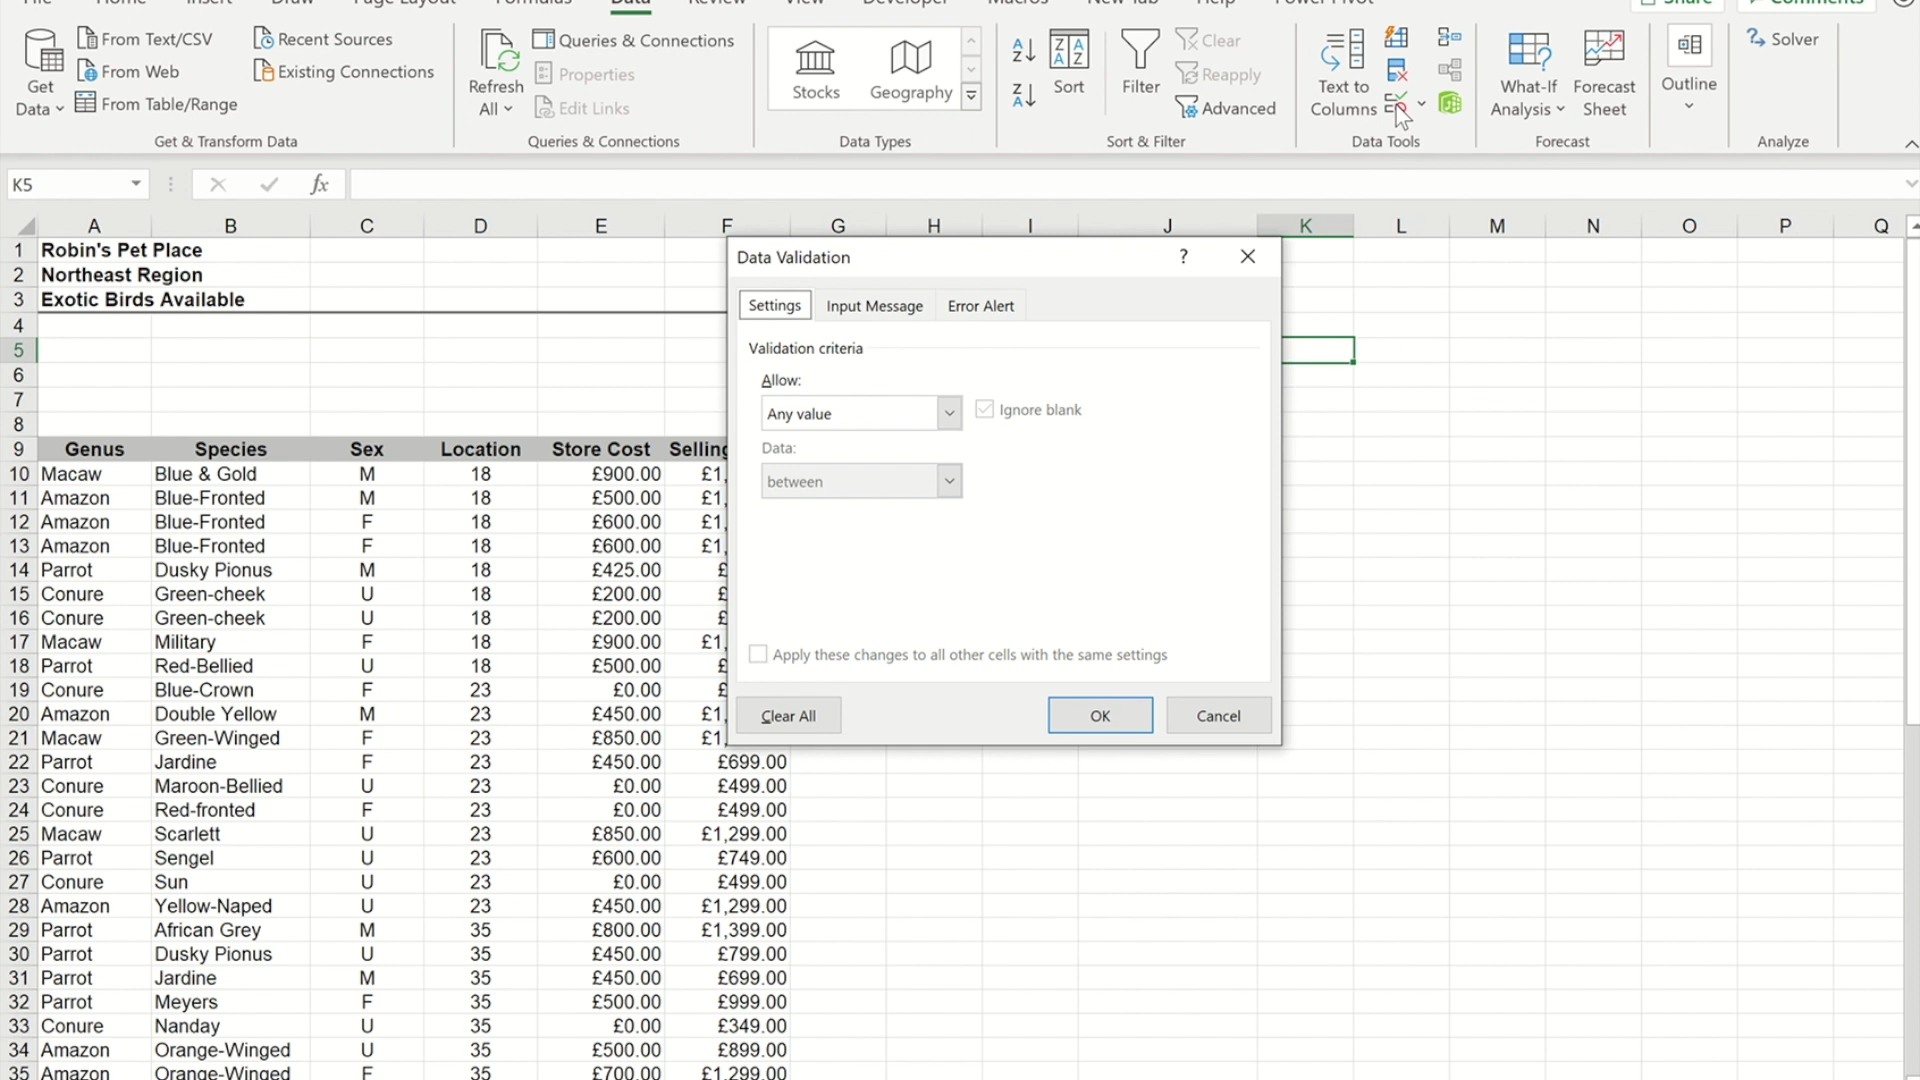 File Home Insert Draw Page Layout Formulas Data Review View Developer Macros New Tab Help Power Pivot Share Comments
Get Data
From Text/CSV
From Web
From Table/Range
Recent Sources
Existing Connections
Get & Transform Data
Refresh All
Queries & Connections
Properties
Edit Links
Queries & Connections
Stocks
Geography
Data Types
Sort
Filter
Clear
Reapply
Advanced
Sort & Filter
Text to Columns
Data Tools
What-If Analysis
Forecast Sheet
Forecast
Outline
Solver
Analyze
K5
fx
A B C D E F G H I J K L M N O P Q
1 Robin's Pet Place
2 Northeast Region
3 Exotic Birds Available
4
5
6
7
8
9 Genus Species Sex Location Store Cost Selling
10 Macaw Blue & Gold M 18 £900.00 £1,
11 Amazon Blue-Fronted M 18 £500.00 £1,
12 Amazon Blue-Fronted F 18 £600.00 £1,
13 Amazon Blue-Fronted F 18 £600.00 £1,
14 Parrot Dusky Pionus M 18 £425.00 £
15 Conure Green-cheek U 18 £200.00 £
16 Conure Green-cheek U 18 £200.00 £
17 Macaw Military F 18 £900.00 £1,
18 Parrot Red-Bellied U 18 £500.00 £
19 Conure Blue-Crown F 23 £0.00 £
20 Amazon Double Yellow M 23 £450.00 £1,
21 Macaw Green-Winged F 23 £850.00 £1,
22 Parrot Jardine F 23 £450.00 £699.00
23 Conure Maroon-Bellied U 23 £0.00 £499.00
24 Conure Red-fronted F 23 £0.00 £499.00
25 Macaw Scarlett U 23 £850.00 £1,299.00
26 Parrot Sengel U 23 £600.00 £749.00
27 Conure Sun U 23 £0.00 £499.00
28 Amazon Yellow-Naped U 23 £450.00 £1,299.00
29 Parrot African Grey M 35 £800.00 £1,399.00
30 Parrot Dusky Pionus U 35 £450.00 £799.00
31 Parrot Jardine M 35 £450.00 £699.00
32 Parrot Meyers F 35 £500.00 £999.00
33 Conure Nanday U 35 £0.00 £349.00
34 Amazon Orange-Winged U 35 £500.00 £899.00
35 Amazon Orange-Winged F 35 £700.00 £1,299.00
Data Validation ?
Settings Input Message Error Alert
Validation criteria
Allow:
Any value
Ignore blank
Data:
between
Apply these changes to all other cells with the same settings
Clear All OK Cancel